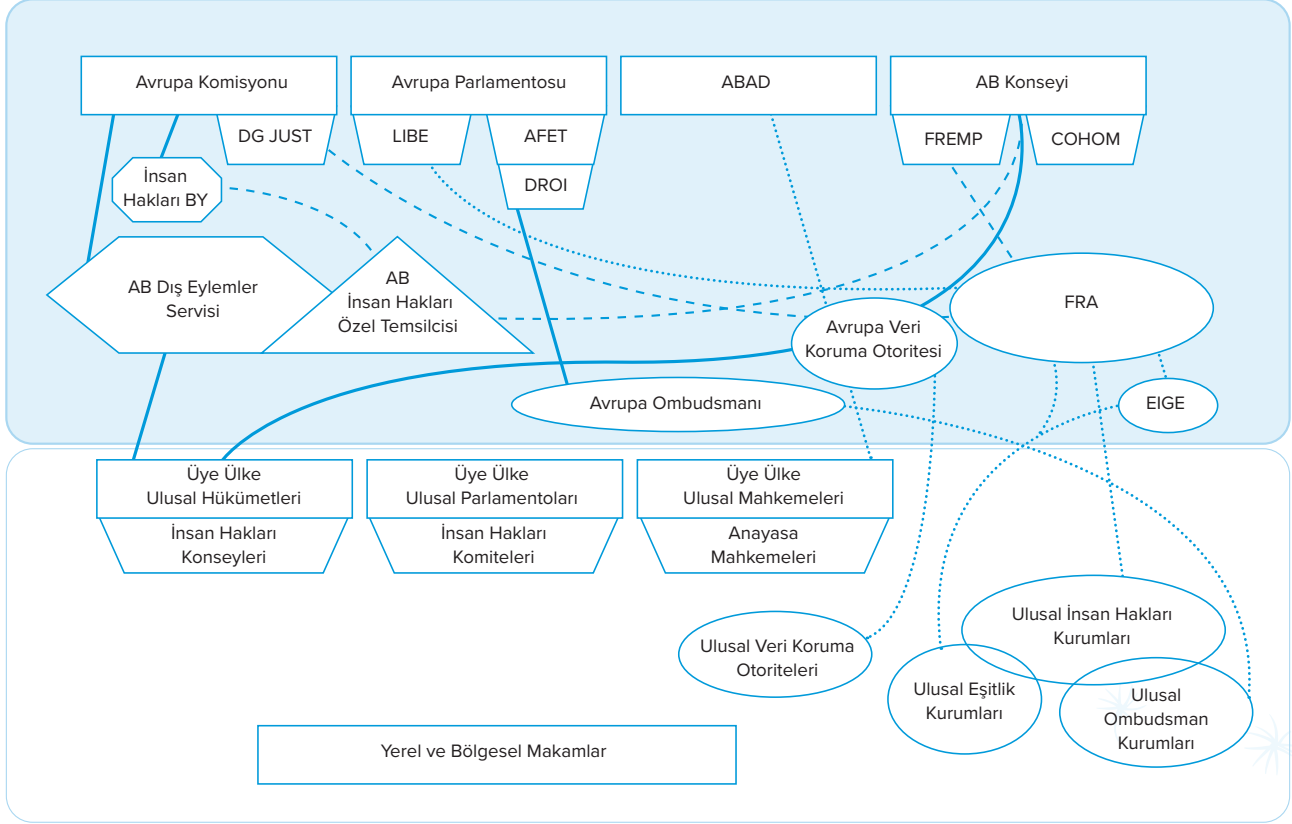 Avrupa Komisyonu
Avrupa Parlamentosu
ABAD
AB Konseyi
DG JUST
LIBE
AFET
FREMP
COHOM
DROI
İnsan
Hakları BY
AB Dış Eylemler
Servisi
AB
İnsan Hakları
Özel Temsilcisi
FRA
Avrupa Veri
Koruma Otoritesi
Avrupa Ombudsmanı
EIGE
Üye Ülke
Ulusal Hükümetleri
Üye Ülke
Ulusal Parlamentoları
Üye Ülke
Ulusal Mahkemeleri
İnsan Hakları
Konseyleri
İnsan Hakları
Komiteleri
Anayasa
Mahkemeleri
Ulusal İnsan Hakları
Kurumları
Ulusal Veri Koruma
Otoriteleri
Ulusal Eşitlik
Kurumları
Ulusal
Ombudsman
Kurumları
Yerel ve Bölgesel Makamlar